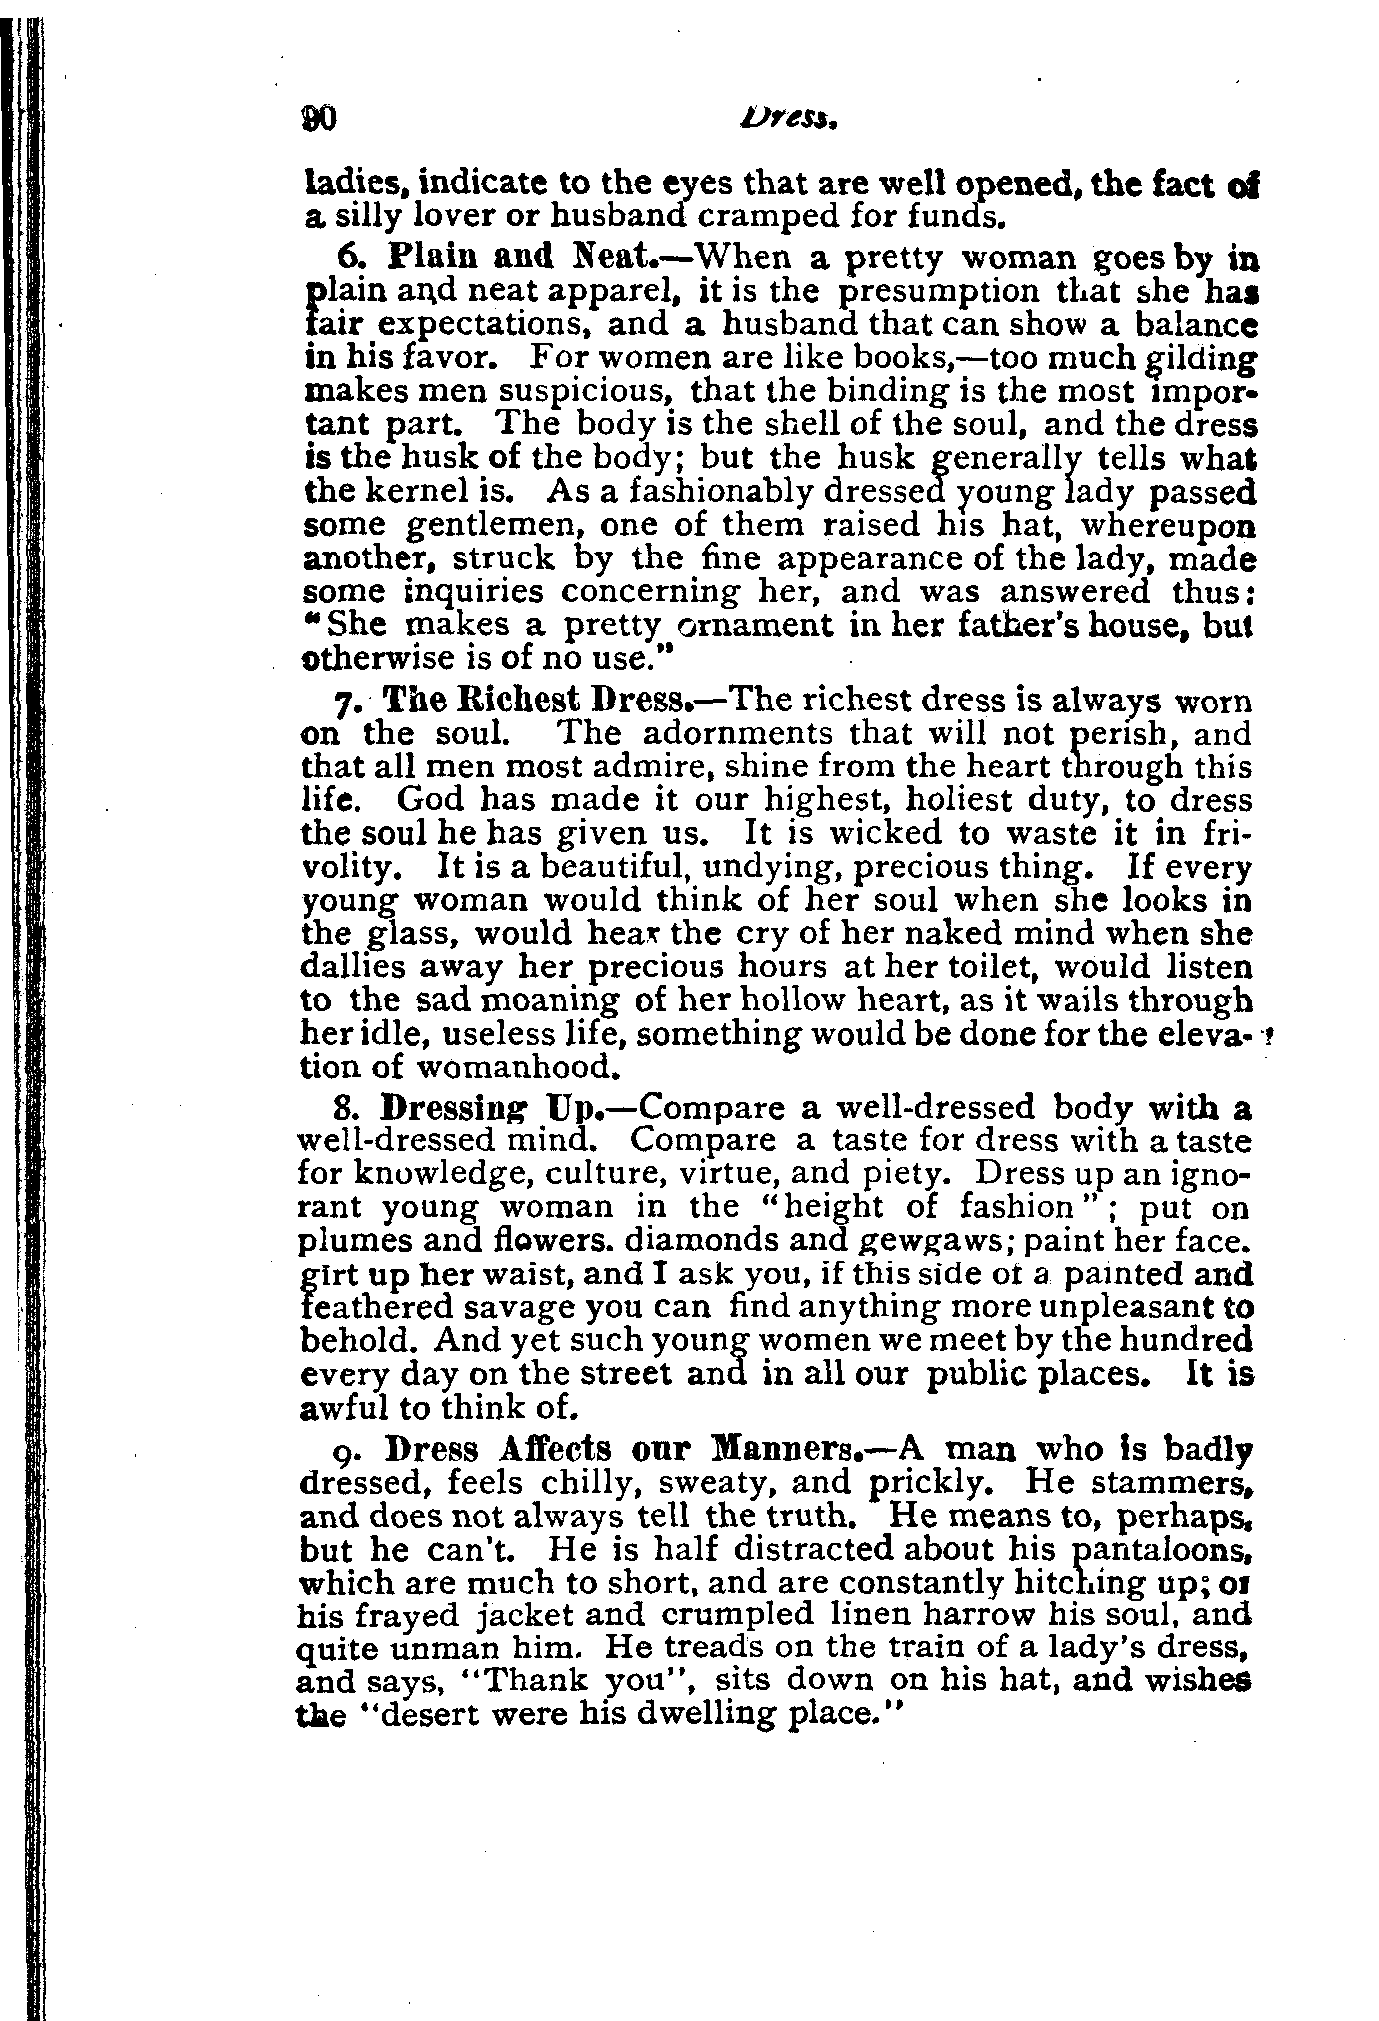 90 Dress.
ladies, indicate to the eyes that are well opened, the fact of
a silly lover or husband cramped for funds.
6. Plain and Neat.—When a pretty woman goes by in
plain and neat apparel, it is the presumption that she has
fair expectations, and a husband that can show a balance
in his favor. For women are like books,—too much gilding
makes men suspicious, that the binding is the most impor-
tant part. The body is the shell of the soul, and the dress
is the husk of the body; but the husk generally tells what
the kernel is. As a fashionably dressed young lady passed
some gentlemen, one of them raised his hat, whereupon
another, struck by the fine appearance of the lady, made
some inquiries concerning her, and was answered thus:
"She makes a pretty ornament in her father's house, but
otherwise is of no use."
7. The Richest Dress.—The richest dress is always worn
on the soul. The adornments that will not perish, and
that all men most admire, shine from the heart through this
life. God has made it our highest, holiest duty, to dress
the soul he has given us. It is wicked to waste it in fri-
volity. It is a beautiful, undying, precious thing. If every
young woman would think of her soul when she looks in
the glass, would hear the cry of her naked mind when she
dallies away her precious hours at her toilet, would listen
to the sad moaning of her hollow heart, as it wails through
her idle, useless life, something would be done for the eleva-
tion of womanhood.
8. Dressing Up.—Compare a well-dressed body with a
well-dressed mind. Compare a taste for dress with a taste
for knowledge, culture, virtue, and piety. Dress up an igno-
rant young woman in the "height of fashion"; put on
plumes and flowers. diamonds and gewgaws; paint her face.
girt up her waist, and I ask you, if this side of a painted and
feathered savage you can find anything more unpleasant to
behold. And yet such young women we meet by the hundred
every day on the street and in all our public places. It is
awful to think of.
9. Dress Affects our Manners.—A man who is badly
dressed, feels chilly, sweaty, and prickly. He stammers,
and does not always tell the truth. He means to, perhaps,
but he can't. He is half distracted about his pantaloons,
which are much to short, and are constantly hitching up; or
his frayed jacket and crumpled linen harrow his soul, and
quite unman him. He treads on the train of a lady's dress,
and says, "Thank you", sits down on his hat, and wishes
the "desert were his dwelling place."